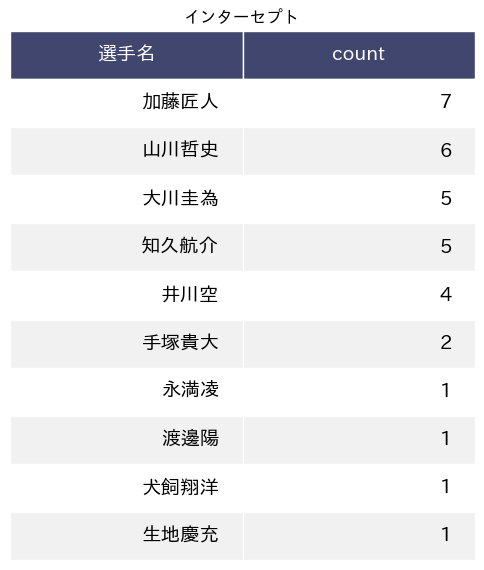 インターセプト
選手名 count
加藤匠人 7
山川哲史 6
大川圭為 5
知久航介 5
井川空 4
手塚貴大 2
永満凌 1
渡邊陽 1
犬飼翔洋 1
生地慶充 1